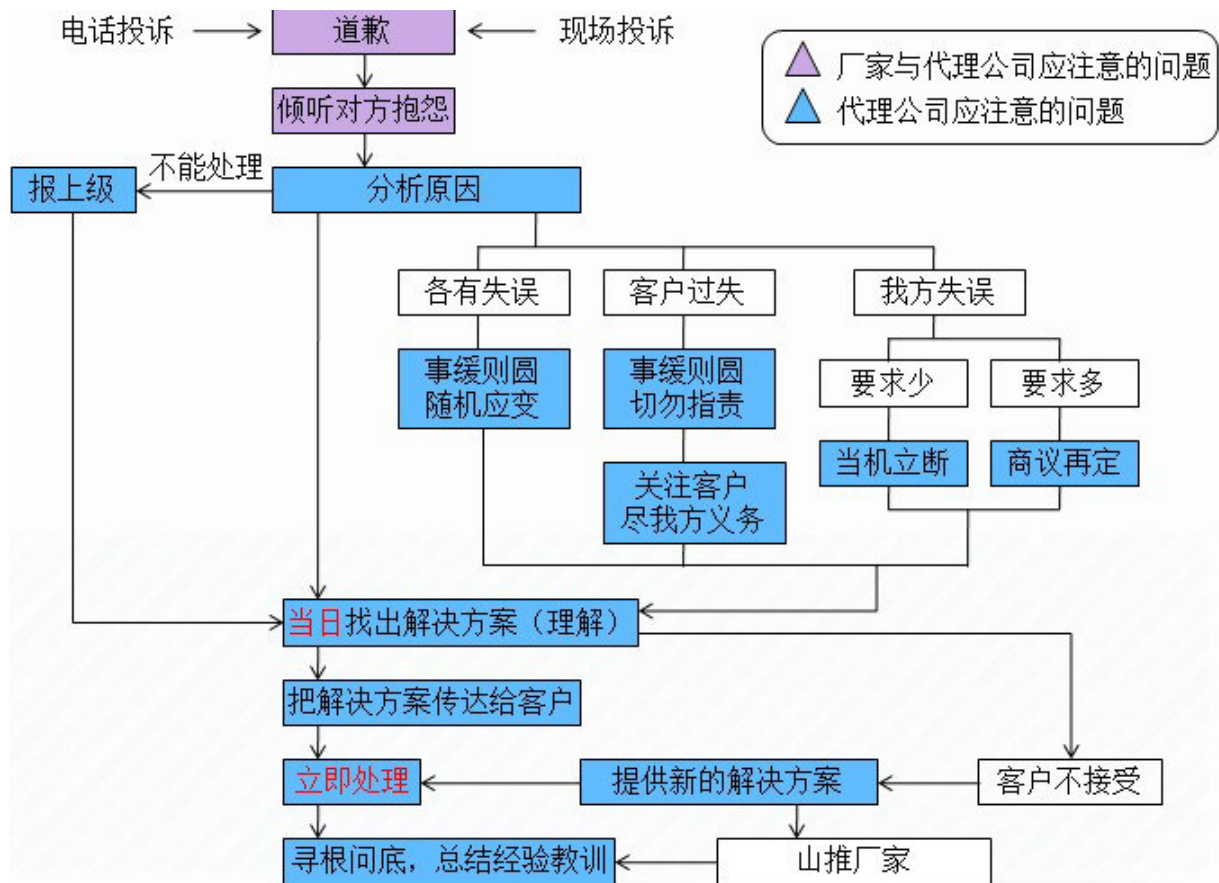 电话投诉
道歉
现场投诉
厂家与代理公司应注意的问题
代理公司应注意的问题
倾听对方抱怨
不能处理
报上级
分析原因
各有失误
客户过失
我方失误
事缓则圆
随机应变
事缓则圆
切勿指责
要求少
要求多
当机立断
商议再定
关注客户
尽我方义务
当日找出解决方案（理解）
把解决方案传达给客户
立即处理
提供新的解决方案
客户不接受
寻根问底，总结经验教训
山推厂家